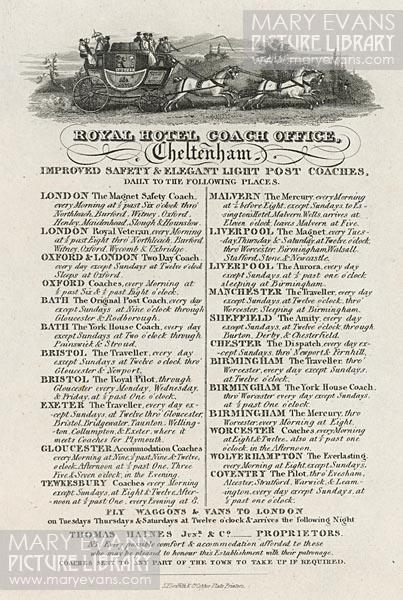 MARY EVANS
PICTURE LIBRARY
ROYAL HOTEL COACH OFFICE,
Cheltenham.
IMPROVED SAFETY & ELEGANT LIGHT POST COACHES,
DAILY TO THE FOLLOWING PLACES.
LONDON The Magnet Safety Coach,
every Morning at ½ past Six o'clock thro'
Northleach, Burford, Witney, Oxford,
Henley, Maidenhead, Slough & Hounslow.
LONDON Royal Veteran, every Morning
at ½ past Eight thro' Northleach, Burford,
Witney, Oxford, Wycomb & Uxbridge.
OXFORD & LONDON Two Day Coach,
every day except Sundays at Twelve o'clock
Sleeps at Oxford.
OXFORD Coaches, every Morning at
½ past Six & ½ past Eight o'clock.
BATH The Original Post Coach, every day
except Sundays at Nine o'clock through
Gloucester & Rodborough.
BATH The York House Coach, every day
except Sundays at Two o'clock through
Painswick & Stroud.
BRISTOL The Traveller, every day
except Sundays at Twelve o'clock thro'
Gloucester & Newport,
BRISTOL The Royal Pilot, through
Gloucester every Monday, Wednesday,
& Friday, at ½ past One o'clock,
EXETER The Traveller, every day ex-
cept Sundays, at Twelve thro' Gloucester,
Bristol, Bridgewater, Taunton, Welling-
ton, Collumpton, & Exeter, where it
meets Coaches for Plymouth.
GLOUCESTER Accommodation Coaches
every Morning at Nine, ½ past Nine, & Twelve,
o'clock, Afternoon at ½ past One, Three
Five, & Seven o'clock, in the Evening.
TEWKESBURY Coaches every Morning
except Sundays, at Eight & Twelve, After-
noon at ½ past One, every Evening at 8.
MALVERN The Mercury, every Morning
at ¼ before Eight, except Sundays, to Es-
sington's Hotel, Malvern Wells, arrives at
Eleven o'clock, leaves Malvern at Five.
LIVERPOOL The Magnet, every Tues-
day, Thursday & Saturday, at Twelve o'clock,
thro' Worcester, Birmingham, Walsall,
Stafford, Stone, & Newcastle.
LIVERPOOL The Aurora, every day
except Sundays, at ½ past one o'clock
sleeping at Birmingham.
MANCHESTER The Traveller, every day
except Sundays, at Twelve o'clock, thro'
Worcester, Sleeping at Birmingham.
SHEFFIELD The Amity, every day
except Sundays, at Twelve o'clock through
Burton, Derby, & Chesterfield.
CHESTER The Dispatch, every day ex-
cept Sundays, thro' Newport & Fernhill,
BIRMINGHAM The Traveller, thro'
Worcester, every day except Sundays,
at Twelve o'clock,
BIRMINGHAM The York House Coach,
thro' Worcester every day except Sundays,
at ½ past One o'clock.
BIRMINGHAM The Mercury, thro'
Worcester, every Morning at Eight.
WORCESTER Coaches, every Morning
at Eight & Twelve, also at ½ past one
o'clock, in the Afternoon.
WOLVERHAMPTON The Everlasting,
every Morning at Eight, except Sundays.
COVENTRY The Pilot, thro' Evesham,
Alcester, Stratford, Warwick, & Leam-
ington, every day except Sundays, at
½ past one o'clock.
FLY WAGGONS & VANS TO LONDON
on Tuesdays Thursdays & Saturdays at Twelve o'clock & arrives the following Night
THOMAS HAINES Junr. & Co. PROPRIETORS.
NB. Every possible comfort & accommodation afforded to those
who may be pleased to honour this Establishment with their patronage.
COACHES SENT TO ANY PART OF THE TOWN TO TAKE UP IF REQUIRED.
Copper Plate Printers,
MARY EVANS
PICTURE LIBRARY
www.maryevans.com